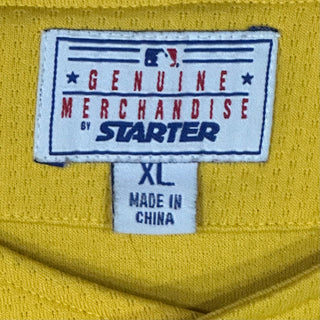 GENUINE
MERCHANDISE
BY STARTER
XL
MADE IN
CHINA